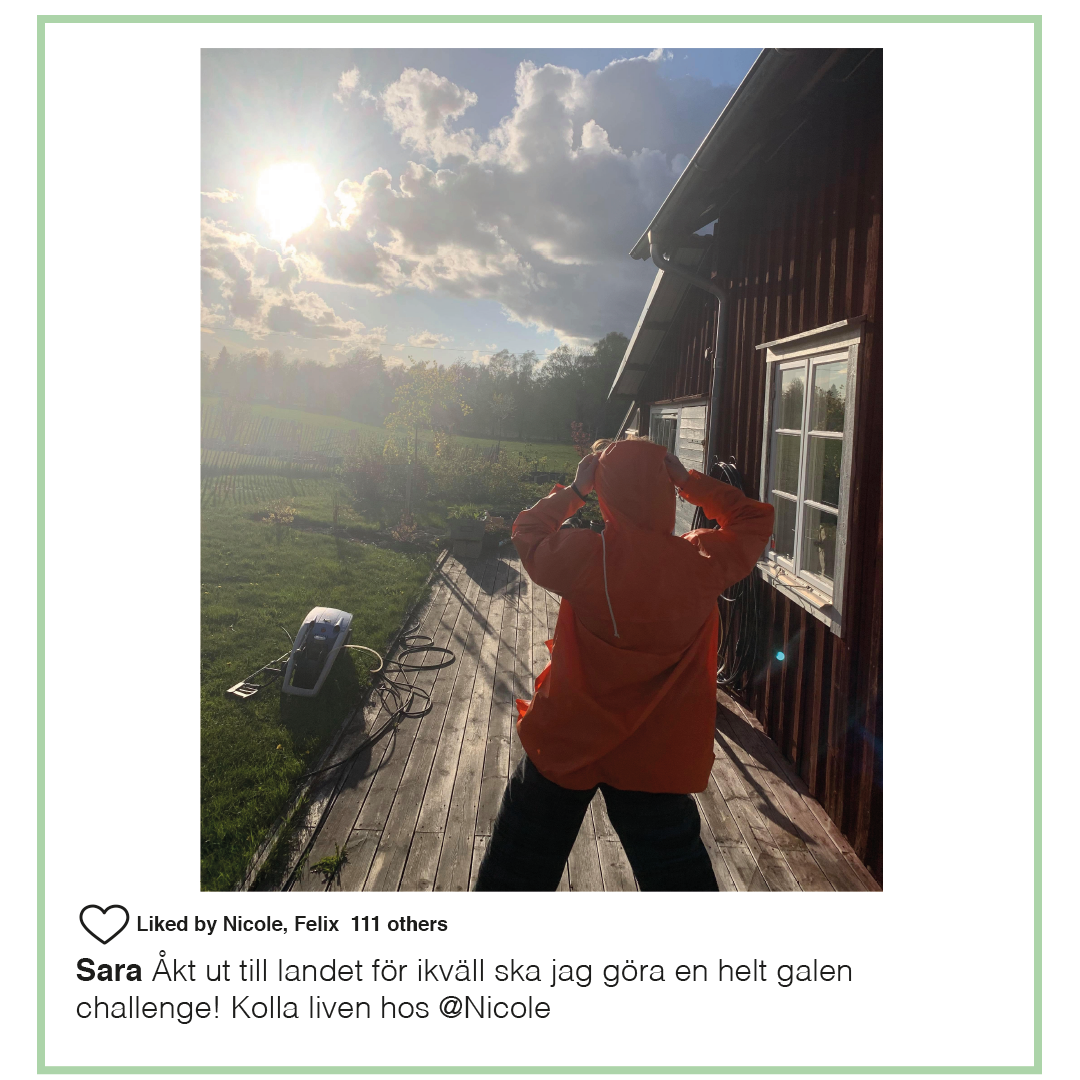 Liked by Nicole, Felix  111 others
Sara Åkt ut till landet för ikväll ska jag göra en helt galen
challenge! Kolla liven hos @Nicole